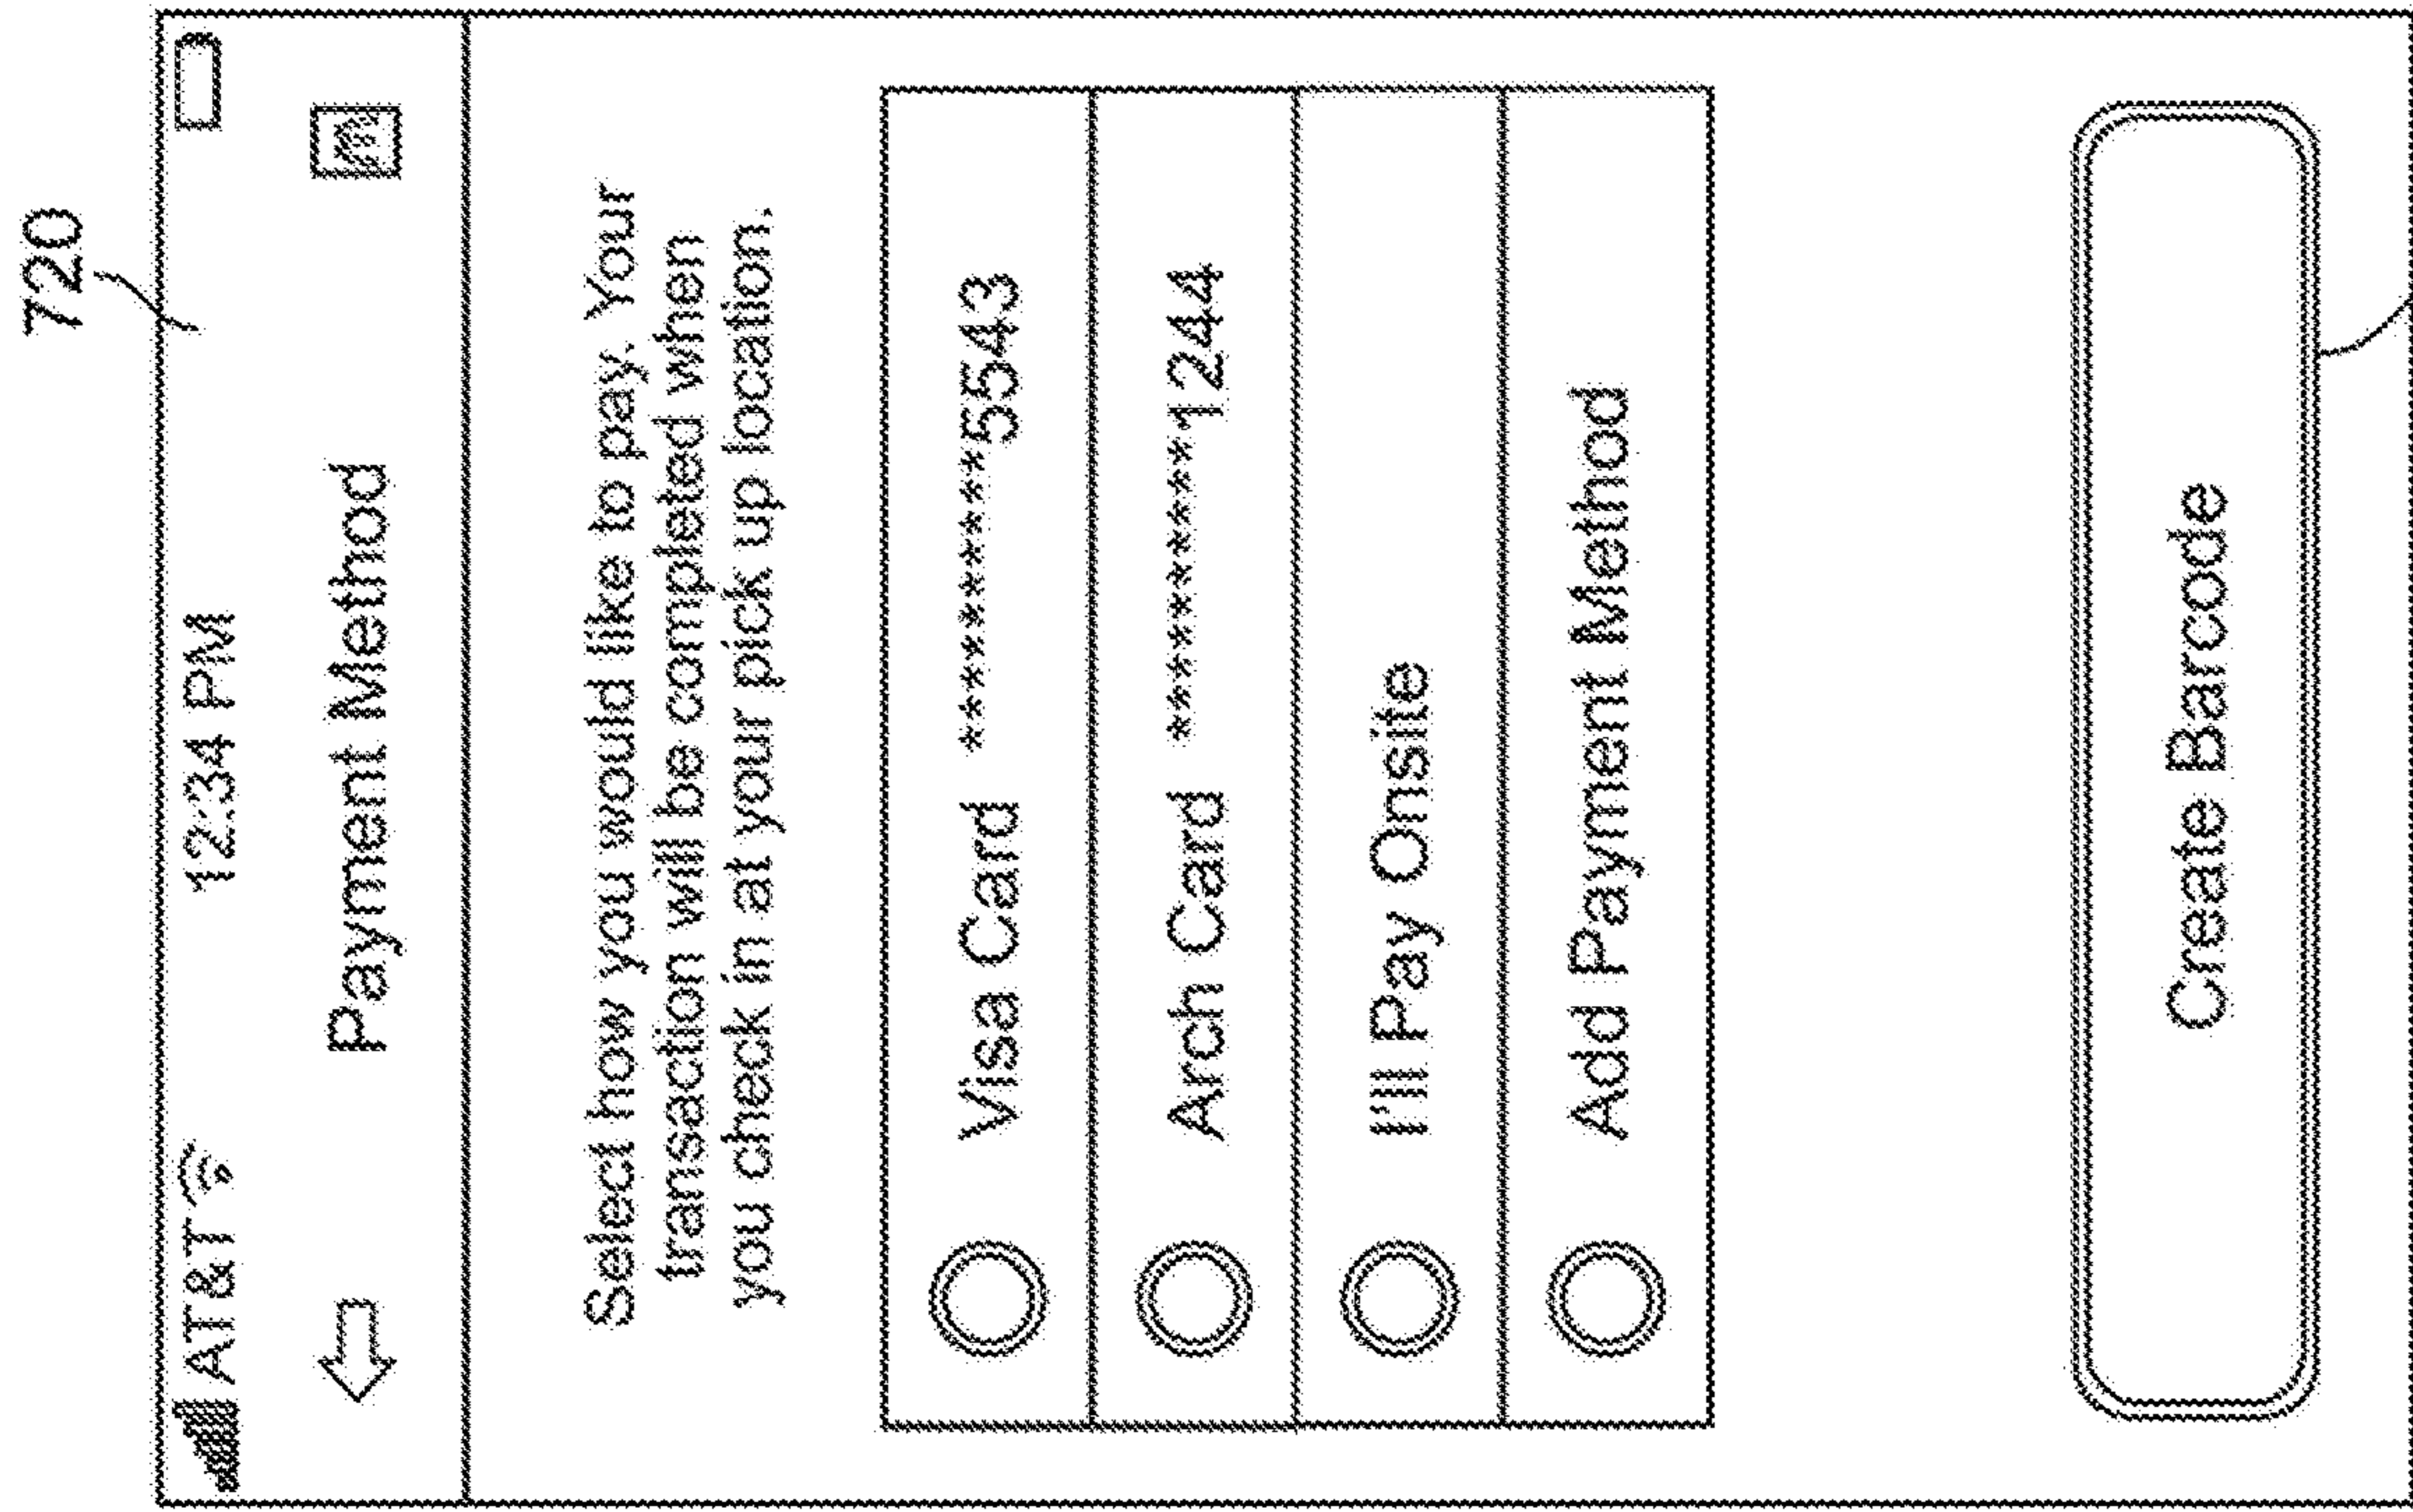 720
AT&T 12:34 PM
Payment Method
Select how you would like to pay. Your
transaction will be completed when
you check in at your pick up location.
Visa Card ************5543
Arch Card ************1244
I'll Pay Onsite
Add Payment Method
Create Barcode